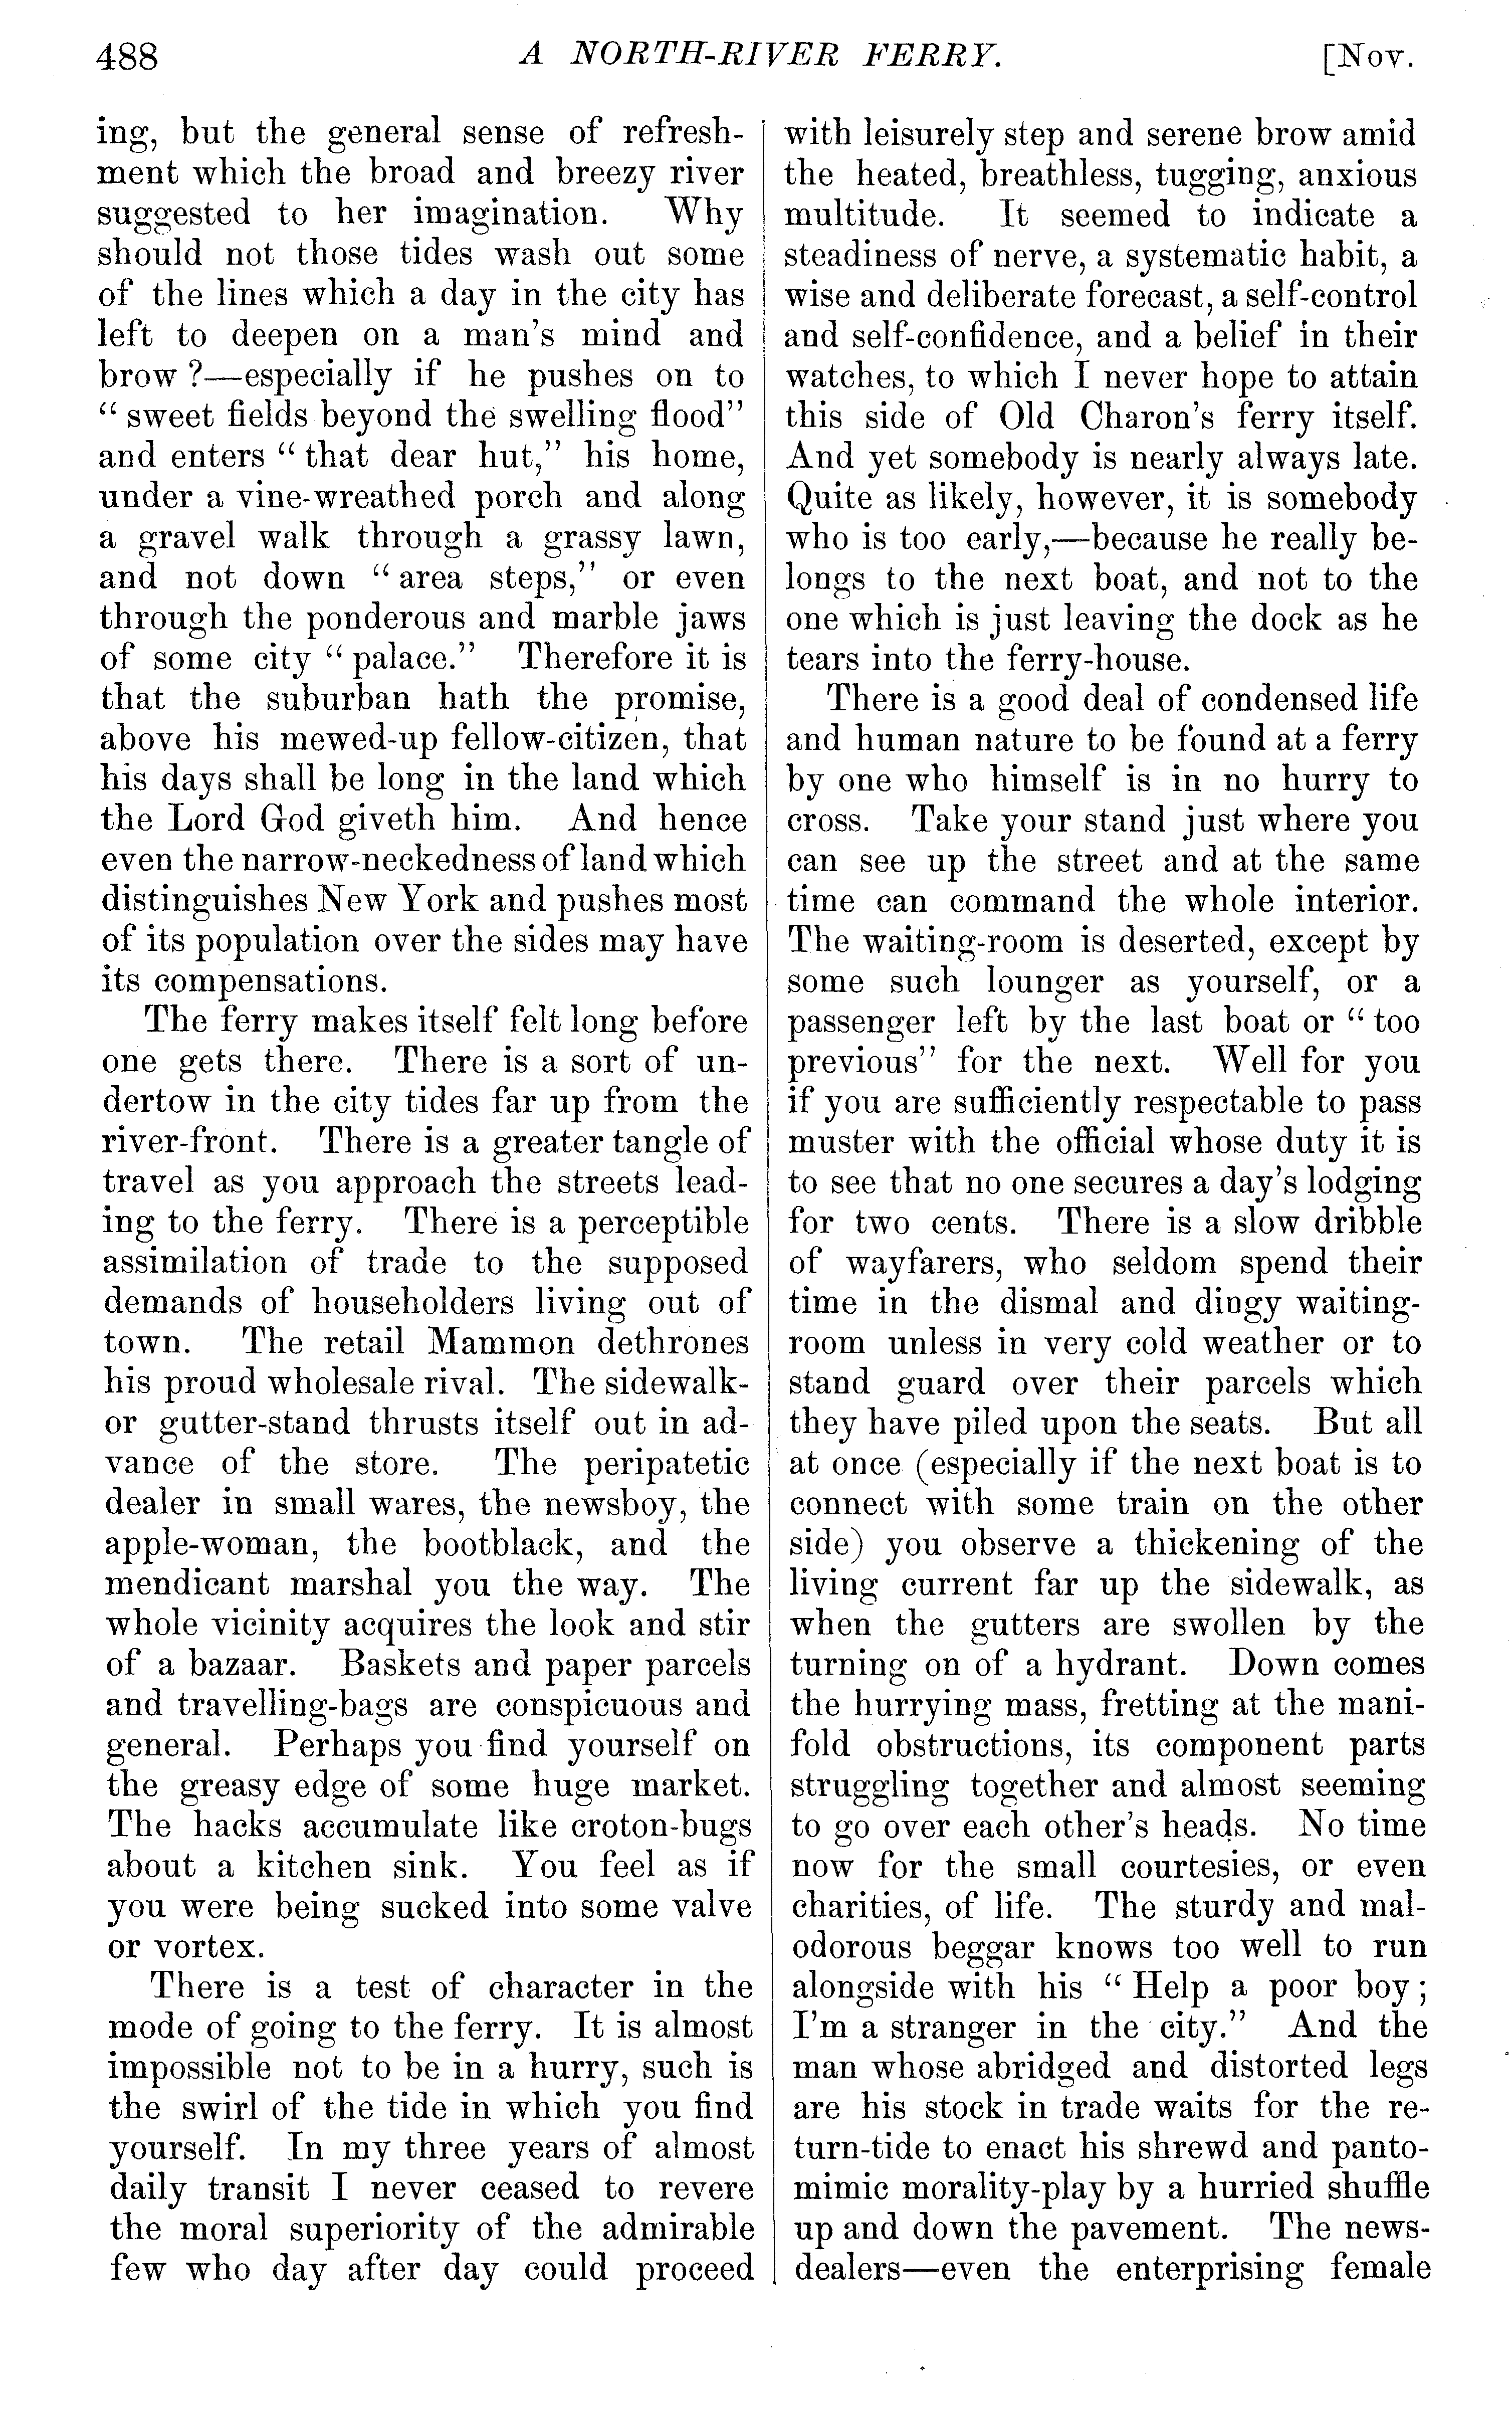 488
A NORTH-RIVER FERRY.
[Nov.
ing, but the general sense of refresh-
ment which the broad and breezy river
suggested to her imagination. Why
should not those tides wash out some
of the lines which a day in the city has
left to deepen on a man's mind and
brow?—especially if he pushes on to
"sweet fields beyond the swelling flood"
and enters "that dear hut," his home,
under a vine-wreathed porch and along
a gravel walk through a grassy lawn,
and not down "area steps," or even
through the ponderous and marble jaws
of some city "palace." Therefore it is
that the suburban hath the promise,
above his mewed-up fellow-citizen, that
his days shall be long in the land which
the Lord God giveth him. And hence
even the narrow-neckedness of land which
distinguishes New York and pushes most
of its population over the sides may have
its compensations.
The ferry makes itself felt long before
one gets there. There is a sort of un-
dertow in the city tides far up from the
river-front. There is a greater tangle of
travel as you approach the streets lead-
ing to the ferry. There is a perceptible
assimilation of trade to the supposed
demands of householders living out of
town. The retail Mammon dethrones
his proud wholesale rival. The sidewalk-
or gutter-stand thrusts itself out in ad-
vance of the store. The peripatetic
dealer in small wares, the newsboy, the
apple-woman, the bootblack, and the
mendicant marshal you the way. The
whole vicinity acquires the look and stir
of a bazaar. Baskets and paper parcels
and travelling-bags are conspicuous and
general. Perhaps you find yourself on
the greasy edge of some huge market.
The hacks accumulate like croton-bugs
about a kitchen sink. You feel as if
you were being sucked into some valve
or vortex.
There is a test of character in the
mode of going to the ferry. It is almost
impossible not to be in a hurry, such is
the swirl of the tide in which you find
yourself. In my three years of almost
daily transit I never ceased to revere
the moral superiority of the admirable
few who day after day could proceed
with leisurely step and serene brow amid
the heated, breathless, tugging, anxious
multitude. It seemed to indicate a
steadiness of nerve, a systematic habit, a
wise and deliberate forecast, a self-control
and self-confidence, and a belief in their
watches, to which I never hope to attain
this side of Old Charon's ferry itself.
And yet somebody is nearly always late.
Quite as likely, however, it is somebody
who is too early,—because he really be-
longs to the next boat, and not to the
one which is just leaving the dock as he
tears into the ferry-house.
There is a good deal of condensed life
and human nature to be found at a ferry
by one who himself is in no hurry to
cross. Take your stand just where you
can see up the street and at the same
time can command the whole interior.
The waiting-room is deserted, except by
some such lounger as yourself, or a
passenger left by the last boat or "too
previous" for the next. Well for you
if you are sufficiently respectable to pass
muster with the official whose duty it is
to see that no one secures a day's lodging
for two cents. There is a slow dribble
of wayfarers, who seldom spend their
time in the dismal and dingy waiting-
room unless in very cold weather or to
stand guard over their parcels which
they have piled upon the seats. But all
at once (especially if the next boat is to
connect with some train on the other
side) you observe a thickening of the
living current far up the sidewalk, as
when the gutters are swollen by the
turning on of a hydrant. Down comes
the hurrying mass, fretting at the mani-
fold obstructions, its component parts
struggling together and almost seeming
to go over each other's heads. No time
now for the small courtesies, or even
charities, of life. The sturdy and mal-
odorous beggar knows too well to run
alongside with his "Help a poor boy;
I'm a stranger in the city." And the
man whose abridged and distorted legs
are his stock in trade waits for the re-
turn-tide to enact his shrewd and panto-
mimic morality-play by a hurried shuffle
up and down the pavement. The news-
dealers—even the enterprising female